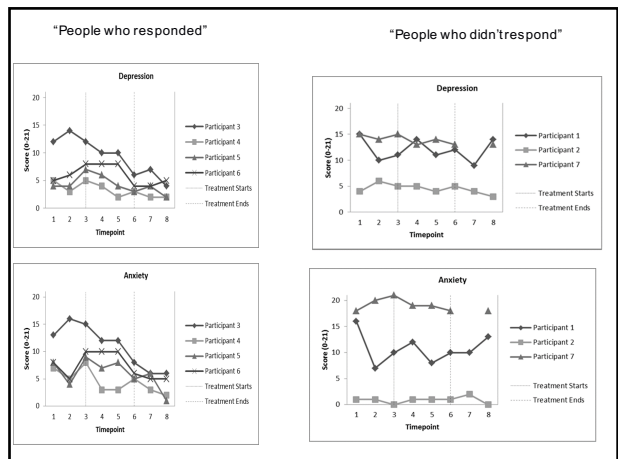 “People who responded”
“People who didn’t respond”
Depression
Score (0-21)
20
15
10
5
0
1 2 3 4 5 6 7 8
Timepoint
Participant 3
Participant 4
Participant 5
Participant 6
Treatment Starts
Treatment Ends
Depression
Score (0-21)
20
15
10
5
0
1 2 3 4 5 6 7 8
Timepoint
Participant 1
Participant 2
Participant 7
Treatment Starts
Treatment Ends
Anxiety
Score (0-21)
20
15
10
5
0
1 2 3 4 5 6 7 8
Timepoint
Participant 3
Participant 4
Participant 5
Participant 6
Treatment Starts
Treatment Ends
Anxiety
Score (0-21)
20
15
10
5
0
1 2 3 4 5 6 7 8
Timepoint
Participant 1
Participant 2
Participant 7
Treatment Starts
Treatment Ends